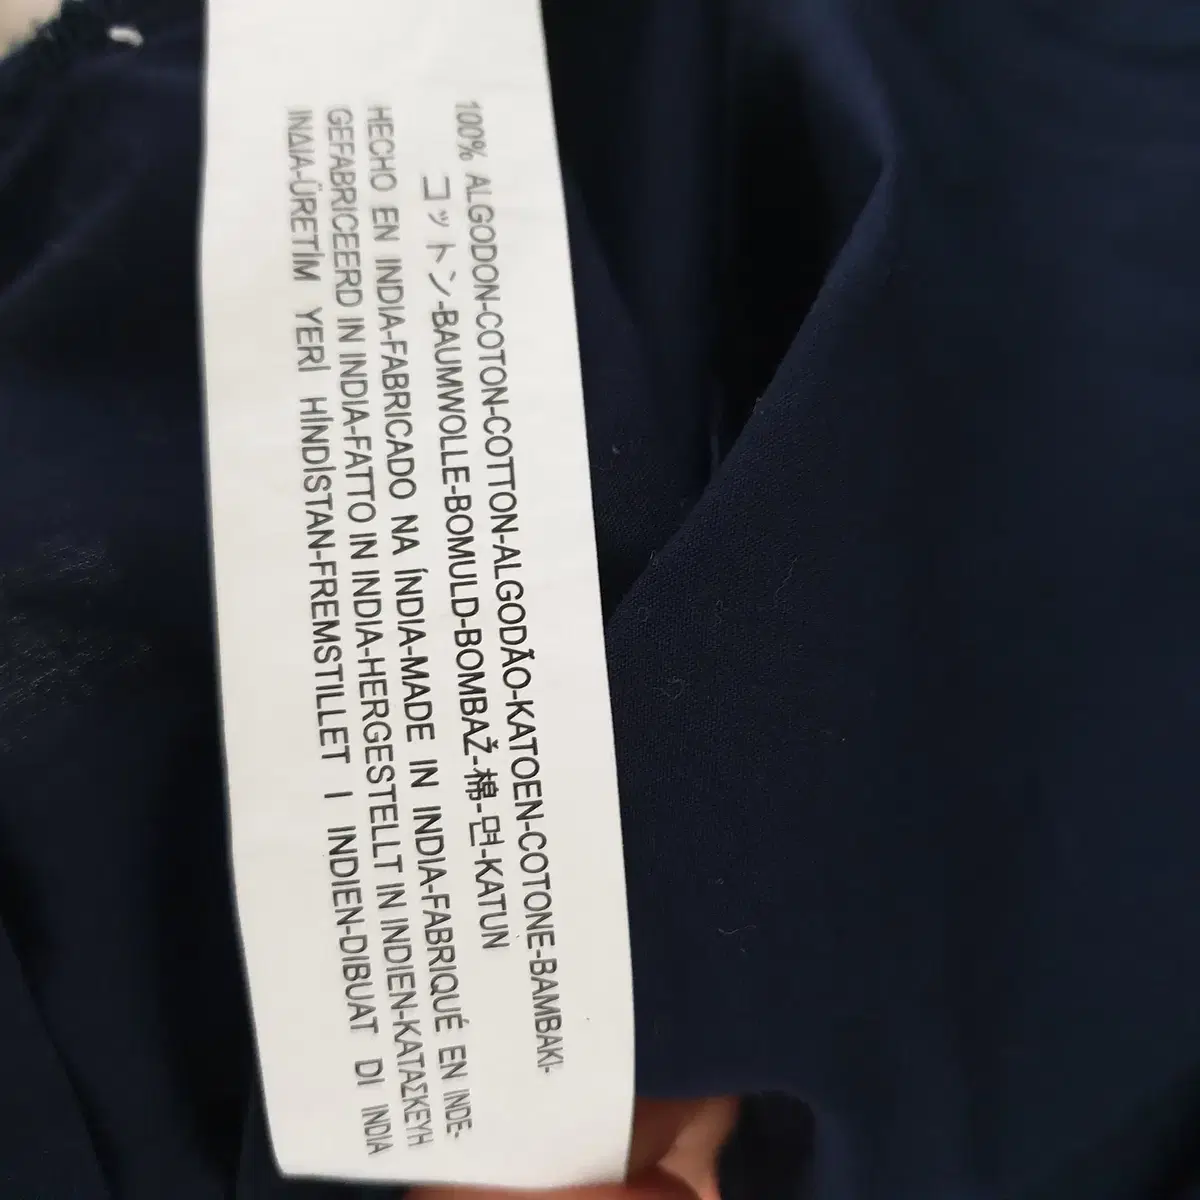 100% ALGODON-COTON-COTTON-ALGODÃO-KATOEN-COTONE-BAMBAKI-
コットン-BAUMWOLLE-BOMULD-BOMBAŽ-棉-면-KATUN
HECHO EN INDIA-FABRICADO NA ÍNDIA-MADE IN INDIA-FABRIQUÉ EN INDE-
GEFABRICEERD IN INDIA-FATTO IN INDIA-HERGESTELLT IN INDIEN-ΚΑΤΑΣΚΕΥΗ
ΙΝΔΙΑ-ÜRETİM YERİ HİNDİSTAN-FREMSTILLET I INDIEN-DIBUAT DI INDIA